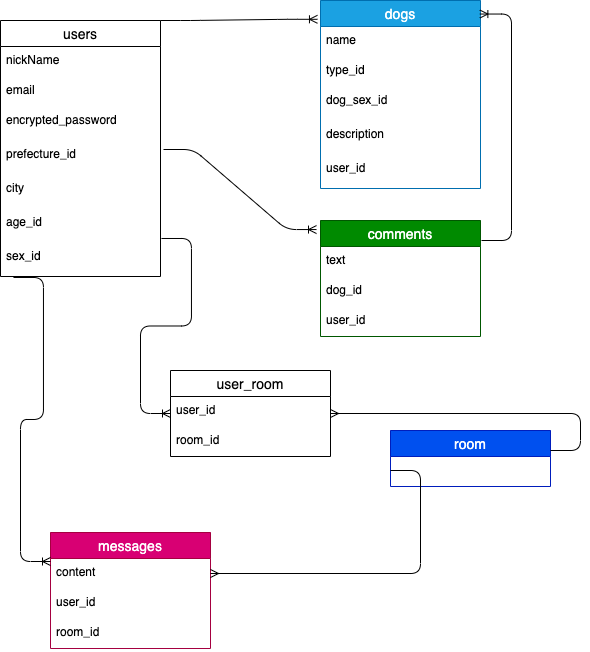 users
nickName
email
encrypted_password
prefecture_id
city
age_id
sex_id
dogs
name
type_id
dog_sex_id
description
user_id
comments
text
dog_id
user_id
user_room
user_id
room_id
room
messages
content
user_id
room_id